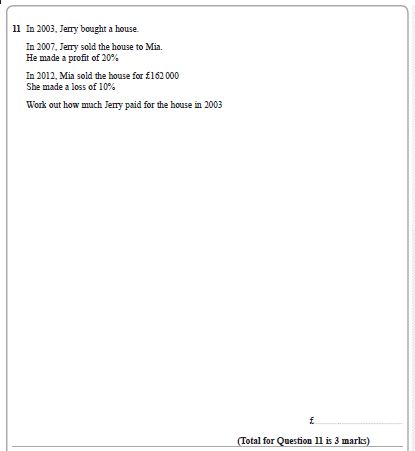 11 In 2003, Jerry bought a house.
In 2007, Jerry sold the house to Mia.
He made a profit of 20%
In 2012, Mia sold the house for £162 000
She made a loss of 10%
Work out how much Jerry paid for the house in 2003
£
(Total for Question 11 is 3 marks)